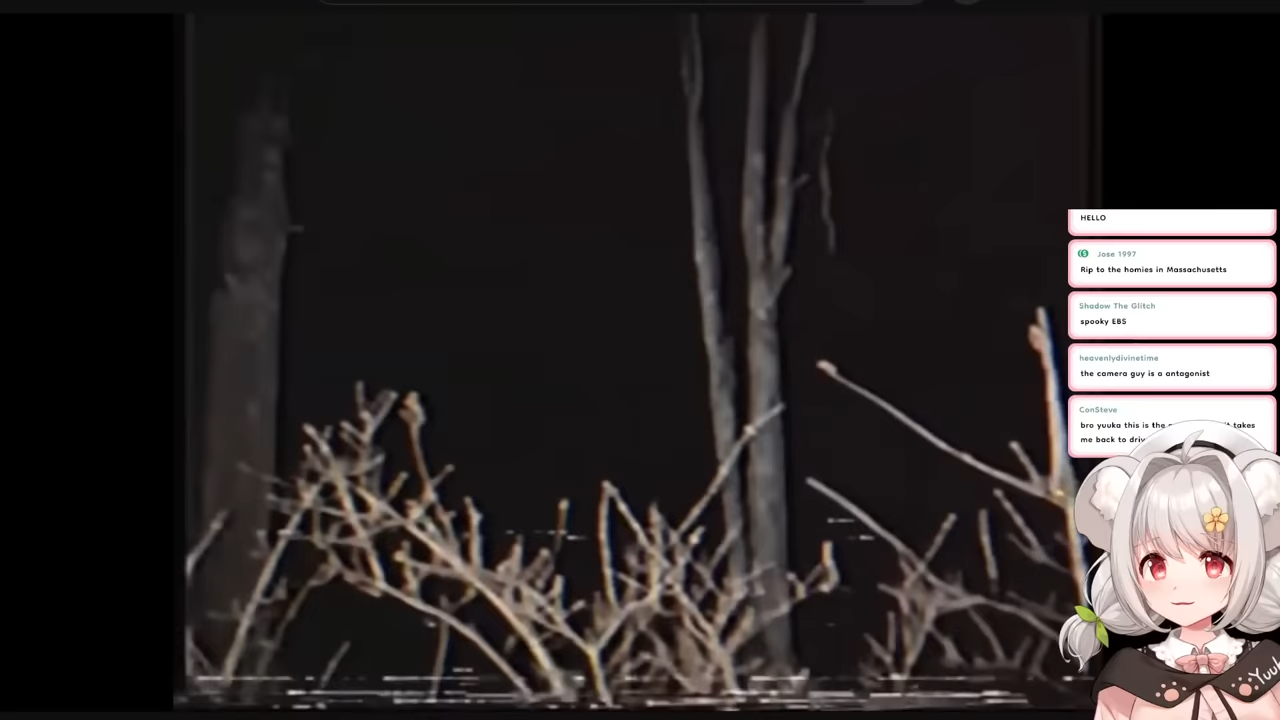 HELLO
Jose 1997
Rip to the homies in Massachusetts
Shadow The Glitch
spooky EBS
heavenlydivinetime
the camera guy is a antagonist
ConSteve
bro yuuka this is the takes
me back to